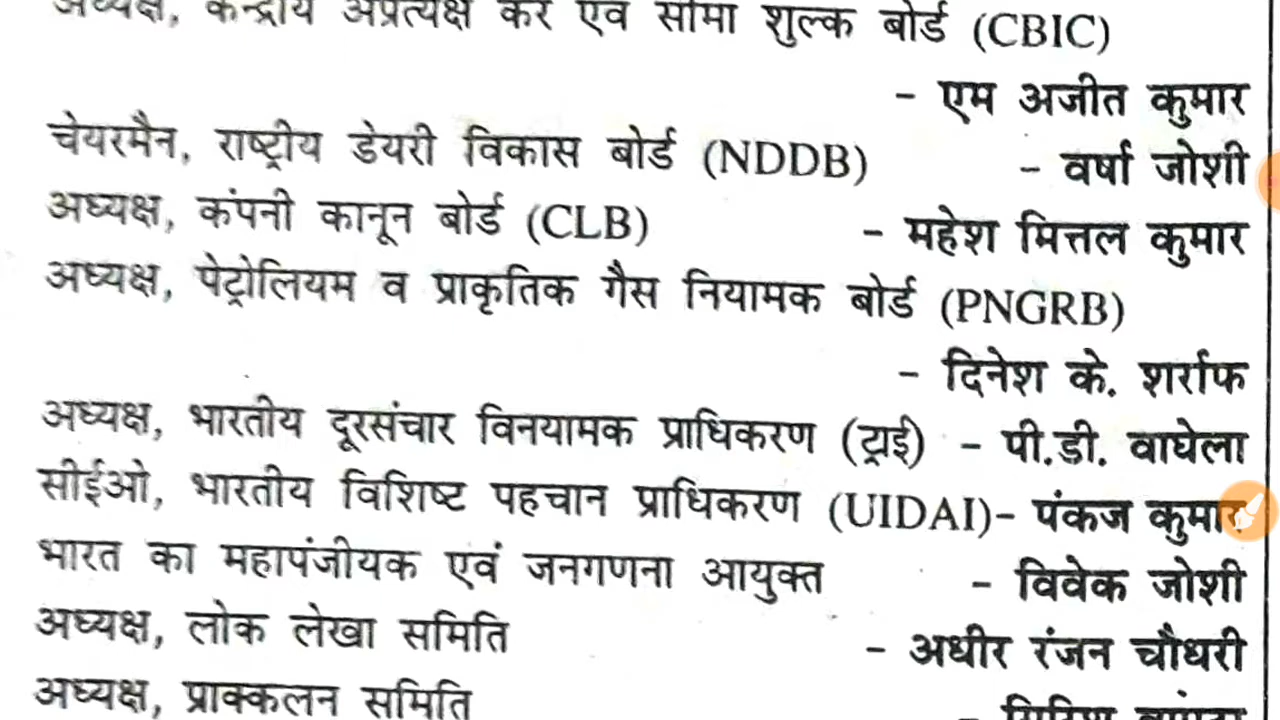 अध्यक्ष, केन्द्रीय अप्रत्यक्ष कर एवं सीमा शुल्क बोर्ड (CBIC)
- एम अजीत कुमार
चेयरमैन, राष्ट्रीय डेयरी विकास बोर्ड (NDDB) - वर्षा जोशी
अध्यक्ष, कंपनी कानून बोर्ड (CLB) - महेश मित्तल कुमार
अध्यक्ष, पेट्रोलियम व प्राकृतिक गैस नियामक बोर्ड (PNGRB)
- दिनेश के. शर्राफ
अध्यक्ष, भारतीय दूरसंचार विनयामक प्राधिकरण (ट्राई) - पी.डी. वाघेला
सीईओ, भारतीय विशिष्ट पहचान प्राधिकरण (UIDAI)- पंकज कुमार
भारत का महापंजीयक एवं जनगणना आयुक्त - विवेक जोशी
अध्यक्ष, लोक लेखा समिति - अधीर रंजन चौधरी
अध्यक्ष, प्राक्कलन समिति -